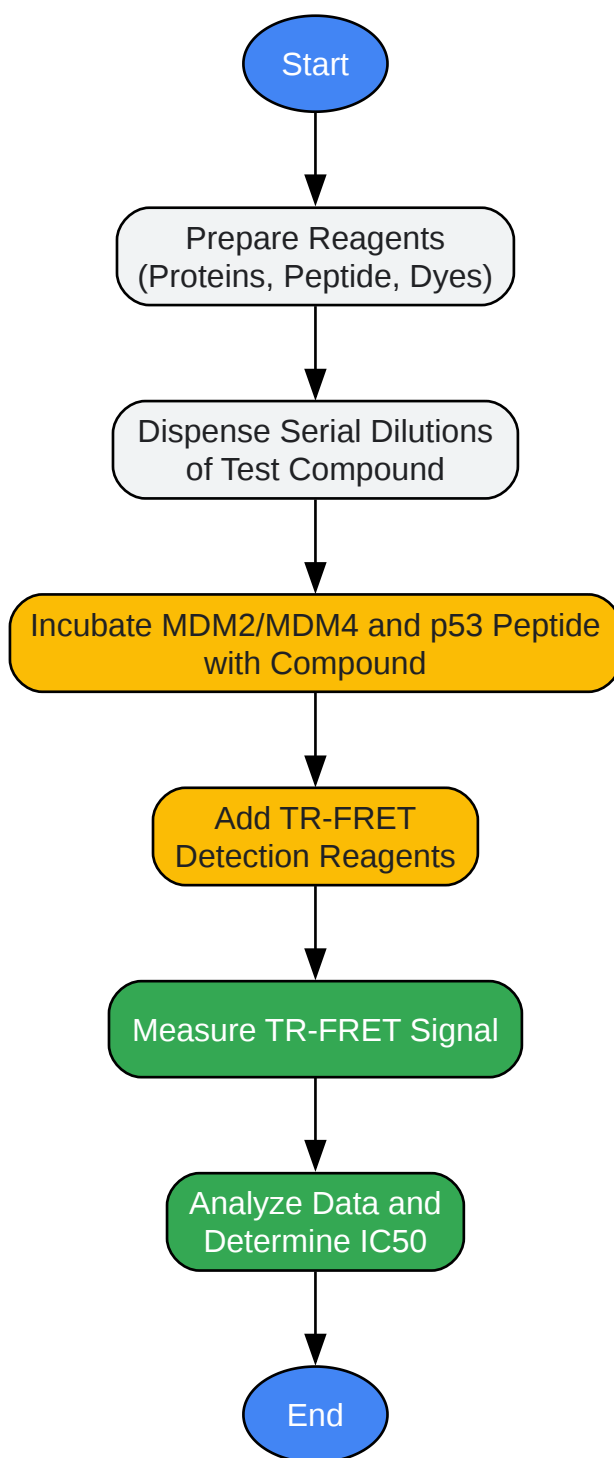 Start
Prepare Reagents
(Proteins, Peptide, Dyes)
Dispense Serial Dilutions
of Test Compound
Incubate MDM2/MDM4 and p53 Peptide
with Compound
Add TR-FRET
Detection Reagents
Measure TR-FRET Signal
Analyze Data and
Determine IC50
End